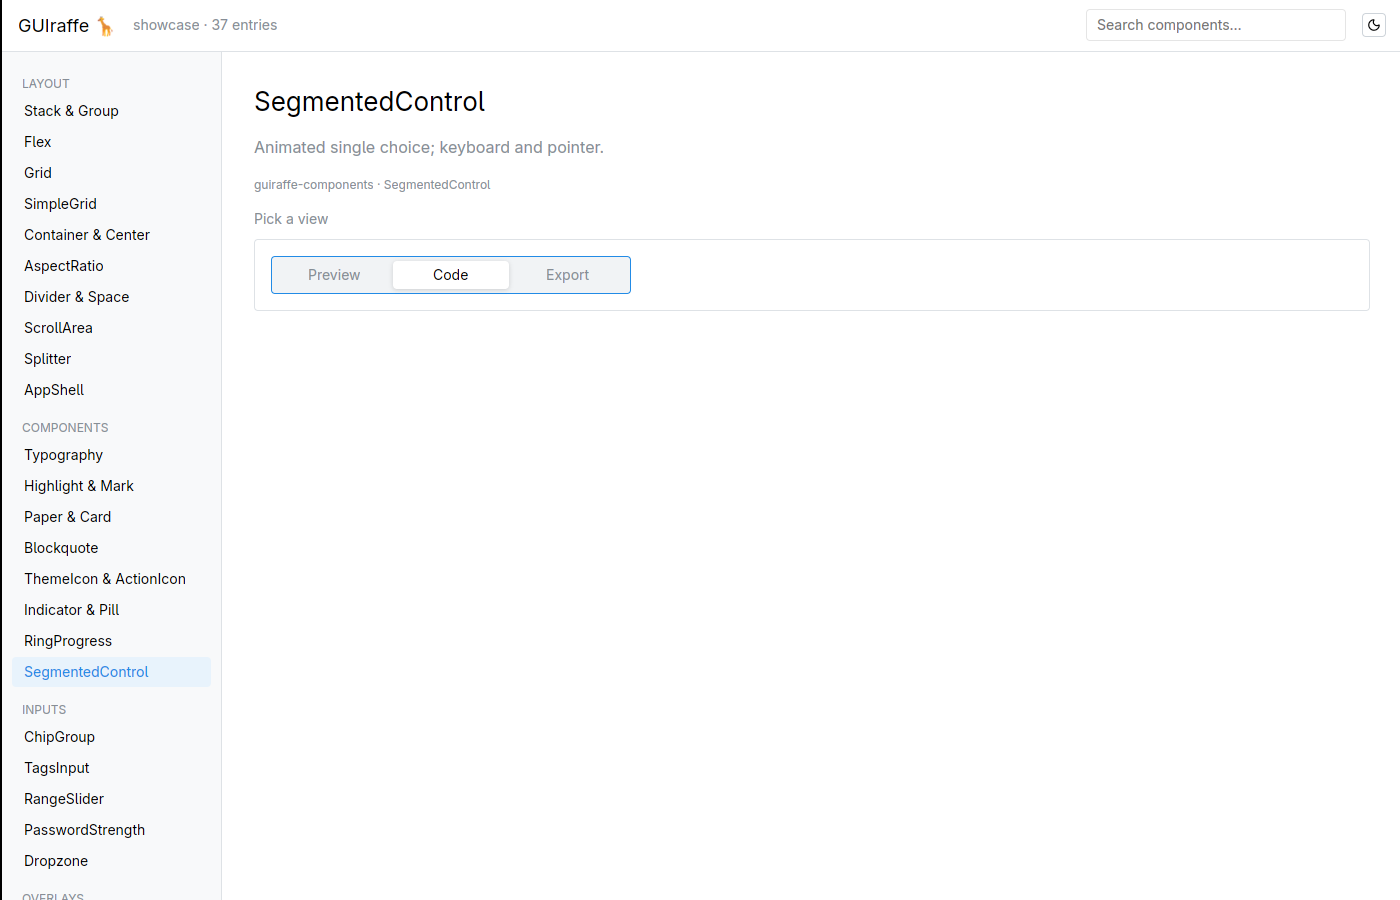 GUIraffe 🦒 showcase · 37 entries Search components...
LAYOUT
Stack & Group
Flex
Grid
SimpleGrid
Container & Center
AspectRatio
Divider & Space
ScrollArea
Splitter
AppShell
COMPONENTS
Typography
Highlight & Mark
Paper & Card
Blockquote
ThemeIcon & ActionIcon
Indicator & Pill
RingProgress
SegmentedControl
INPUTS
ChipGroup
TagsInput
RangeSlider
PasswordStrength
Dropzone
OVERLAYS
SegmentedControl
Animated single choice; keyboard and pointer.
guiraffe-components · SegmentedControl
Pick a view
Preview Code Export